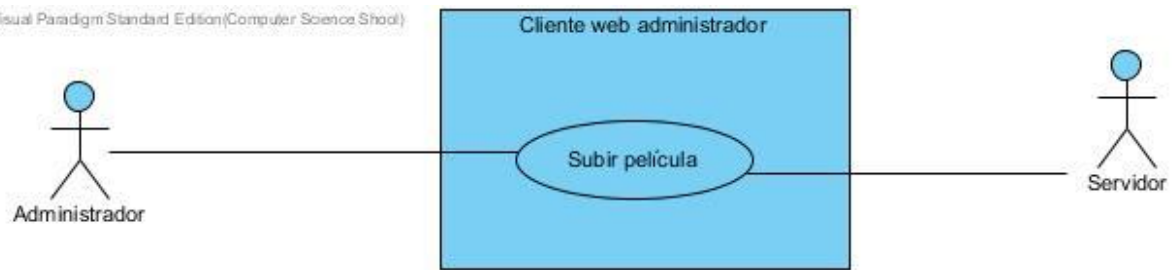 isual Paradigm Standard Edition(Computer Science Shool)
Cliente web administrador
Subir película
Administrador
Servidor